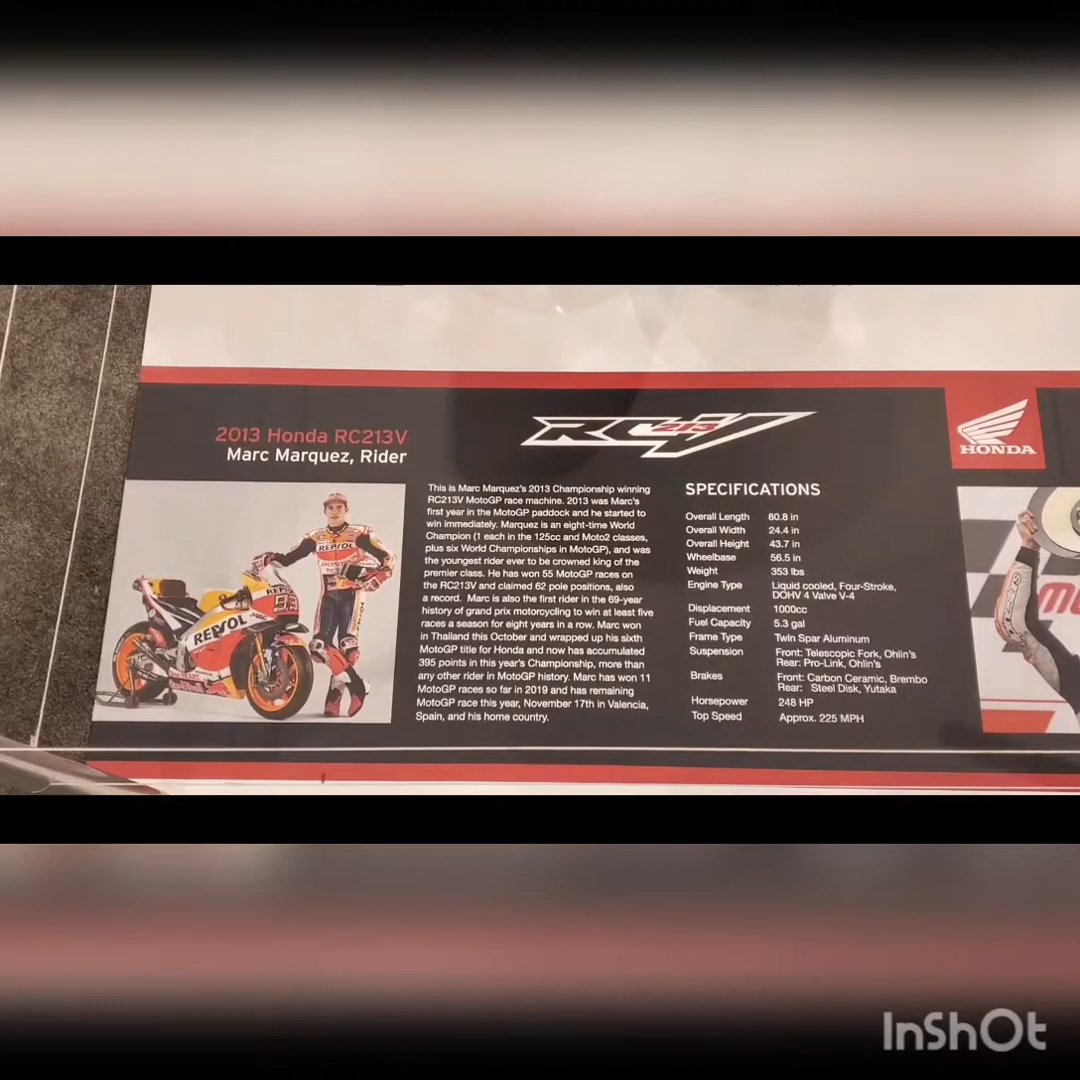 2013 Honda RC213V
Marc Marquez, Rider
RC213V
HONDA
This is Marc Marquez's 2013 Championship winning
RC213V MotoGP race machine. 2013 was Marc's
first year in the MotoGP paddock and he started to
win immediately. Marquez is an eight-time World
Champion (1 each in the 125cc and Moto2 classes,
plus six World Championships in MotoGP), and was
the youngest rider ever to be crowned king of the
premier class. He has won 55 MotoGP races on
the RC213V and claimed 62 pole positions, also
a record. Marc is also the first rider in the 69-year
history of grand prix motorcycling to win at least five
races a season for eight years in a row. Marc won
in Thailand this October and wrapped up his sixth
MotoGP title for Honda and now has accumulated
395 points in this year's Championship, more than
any other rider in MotoGP history. Marc has won 11
MotoGP races so far in 2019 and has remaining
MotoGP race this year, November 17th in Valencia,
Spain, and his home country.
SPECIFICATIONS
Overall Length 80.8 in
Overall Width 24.4 in
Overall Height 43.7 in
Wheelbase 56.5 in
Weight 353 lbs
Engine Type Liquid cooled, Four-Stroke,
DOHV 4 Valve V-4
Displacement 1000cc
Fuel Capacity 5.3 gal
Frame Type Twin Spar Aluminum
Suspension Front: Telescopic Fork, Ohlin's
Rear: Pro-Link, Ohlin's
Brakes Front: Carbon Ceramic, Brembo
Rear: Steel Disk, Yutaka
Horsepower 248 HP
Top Speed Approx. 225 MPH
REPSOL
HONDA
REPSOL
93
InShOt